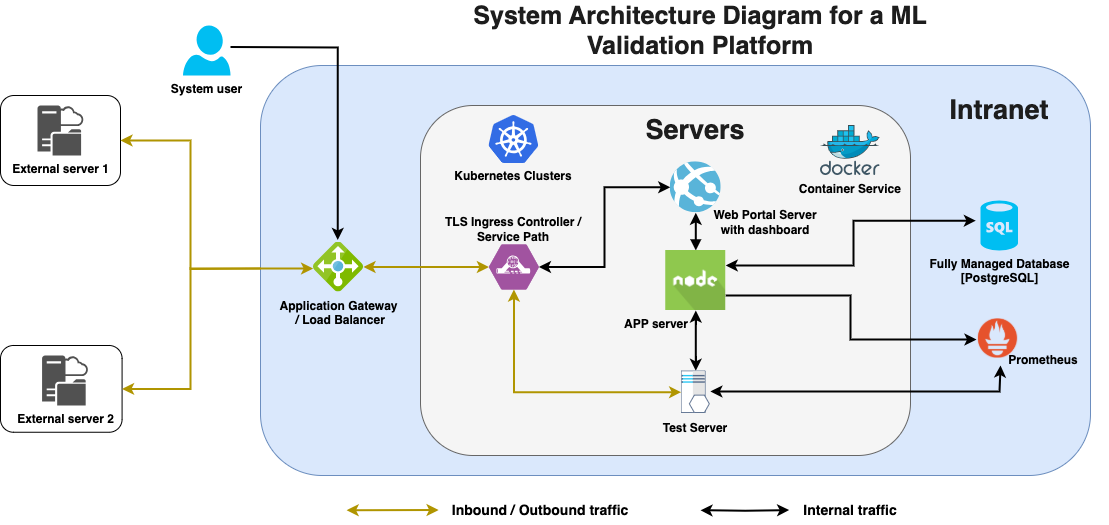 System Architecture Diagram for a ML
Validation Platform
System user
Intranet
Servers
External server 1
Kubernetes Clusters
docker
Container Service
TLS Ingress Controller /
Service Path
Web Portal Server
with dashboard
SQL
Fully Managed Database
[PostgreSQL]
node
Application Gateway
/ Load Balancer
APP server
Prometheus
External server 2
Test Server
Inbound / Outbound traffic
Internal traffic